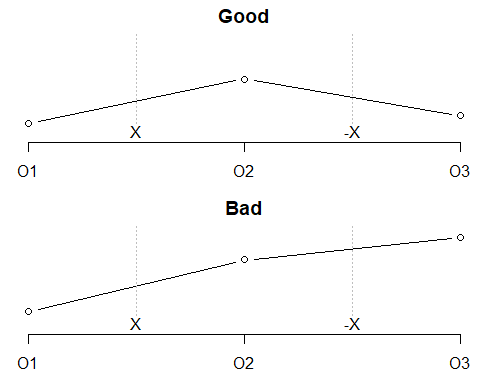 Good
X -X
O1 O2 O3
Bad
X -X
O1 O2 O3